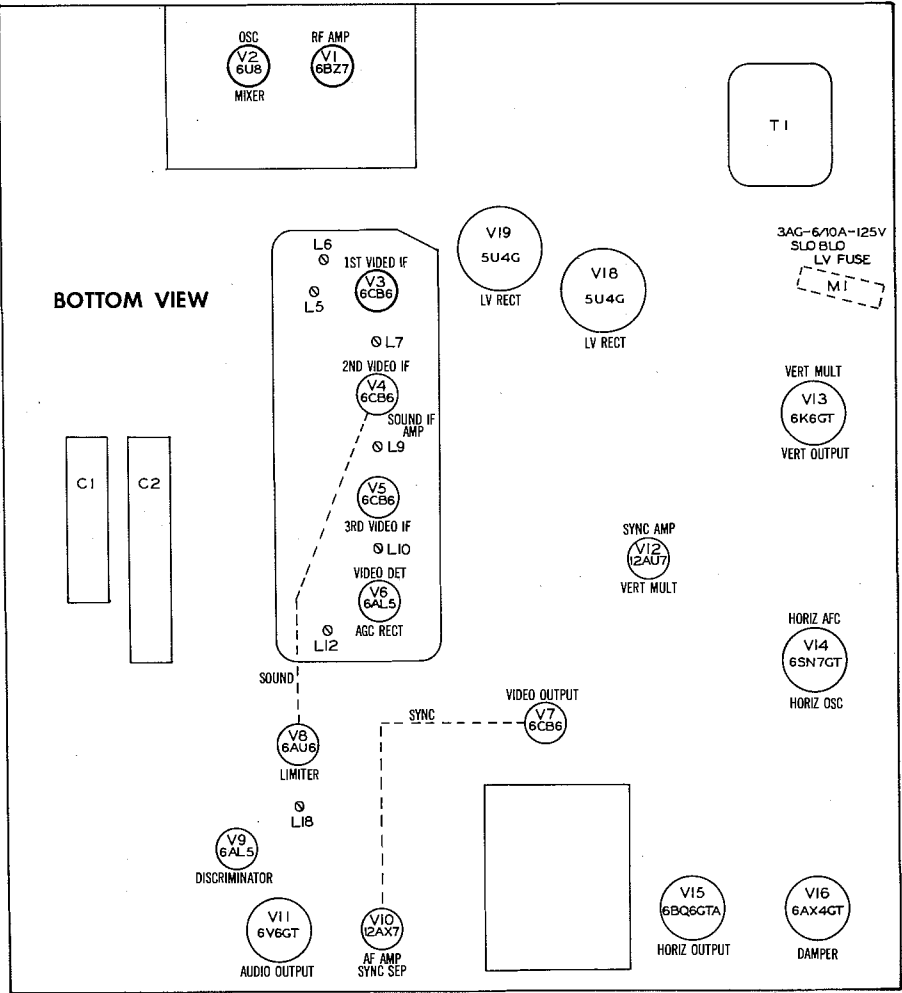 OSC
V2
6U8
MIXER
RF AMP
V1
6BZ7
T1
3AG-6/10A-125V
SLO BLO
LV FUSE
M1
BOTTOM VIEW
L6
L5
1ST VIDEO IF
V3
6CB6
L7
2ND VIDEO IF
V4
6CB6
SOUND IF
AMP
L9
V5
6CB6
3RD VIDEO IF
L10
VIDEO DET
V6
6AL5
AGC RECT
L12
V19
5U4G
LV RECT
V18
5U4G
LV RECT
VERT MULT
V13
6K6GT
VERT OUTPUT
C1
C2
SYNC AMP
V12
12AU7
VERT MULT
HORIZ AFC
V14
6SN7GT
HORIZ OSC
SOUND
V8
6AU6
LIMITER
SYNC
VIDEO OUTPUT
V7
6CB6
L18
V9
6AL5
DISCRIMINATOR
V11
6V6GT
AUDIO OUTPUT
V10
12AX7
AF AMP
SYNC SEP
V15
6BQ6GTA
HORIZ OUTPUT
V16
6AX4GT
DAMPER